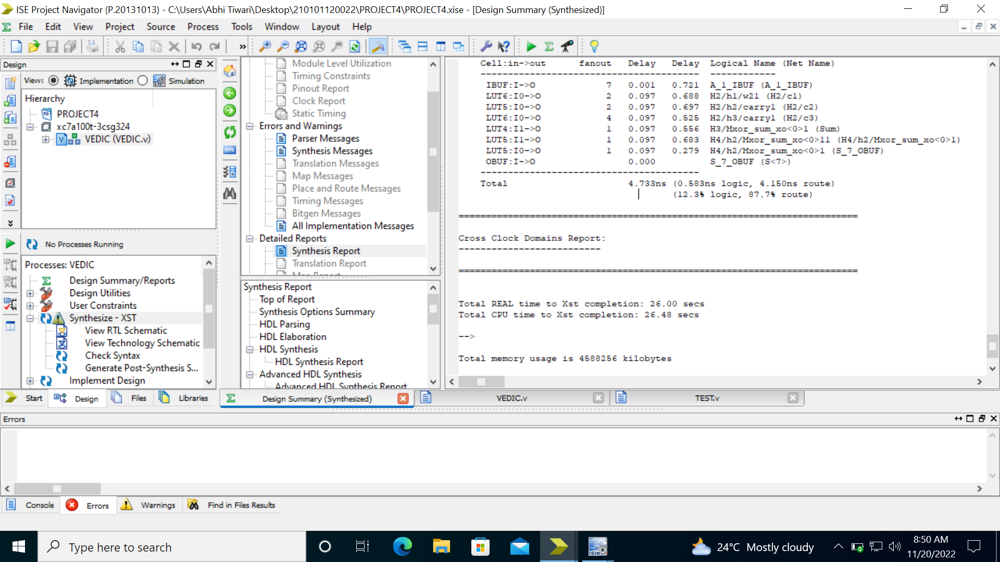 ISE Project Navigator (P.20131013) - C:\Users\Abhi Tiwari\Desktop\210101120022\PROJECT4\PROJECT4.xise - [Design Summary (Synthesized)]
File Edit View Project Source Process Tools Window Layout Help
»
Design
View: Implementation Simulation
Hierarchy
PROJECT4
xc7a100t-3csg324
VEDIC (VEDIC.v)
No Processes Running
Processes: VEDIC
Design Summary/Reports
Design Utilities
User Constraints
Synthesize - XST
View RTL Schematic
View Technology Schematic
Check Syntax
Generate Post-Synthesis S...
Implement Design
Start Design Files Libraries
Module Level Utilization
Timing Constraints
Pinout Report
Clock Report
Static Timing
Errors and Warnings
Parser Messages
Synthesis Messages
Translation Messages
Map Messages
Place and Route Messages
Timing Messages
Bitgen Messages
All Implementation Messages
Detailed Reports
Synthesis Report
Translation Report
Map Report
Synthesis Report
Top of Report
Synthesis Options Summary
HDL Parsing
HDL Elaboration
HDL Synthesis
HDL Synthesis Report
Advanced HDL Synthesis
Advanced HDL Synthesis Report
Cell:in->out fanout Delay Delay Logical Name (Net Name)
---------------------------------------- ------------
IBUF:I->O 7 0.001 0.721 A_1_IBUF (A_1_IBUF)
LUT6:I0->O 2 0.097 0.688 H2/h1/w21 (H2/c1)
LUT5:I0->O 2 0.097 0.697 H2/h2/carry1 (H2/c2)
LUT6:I0->O 4 0.097 0.525 H2/h3/carry1 (H2/c3)
LUT4:I1->O 1 0.097 0.556 H3/Mxor_sum_xo<0>1 (Sum)
LUT5:I1->O 1 0.097 0.683 H4/h2/Mxor_sum_xo<0>11 (H4/h2/Mxor_sum_xo<0>1)
LUT5:I0->O 1 0.097 0.279 H4/h2/Mxor_sum_xo<0>1 (S_7_OBUF)
OBUF:I->O 0.000 S_7_OBUF (S<7>)
----------------------------------------
Total 4.733ns (0.583ns logic, 4.150ns route)
(12.3% logic, 87.7% route)
=========================================================================
Cross Clock Domains Report:
--------------------------
=========================================================================
Total REAL time to Xst completion: 26.00 secs
Total CPU time to Xst completion: 26.48 secs
-->
Total memory usage is 4588256 kilobytes
Design Summary (Synthesized) VEDIC.v TEST.v
Errors
Console Errors Warnings Find in Files Results
Type here to search
24°C Mostly cloudy
8:50 AM
11/20/2022